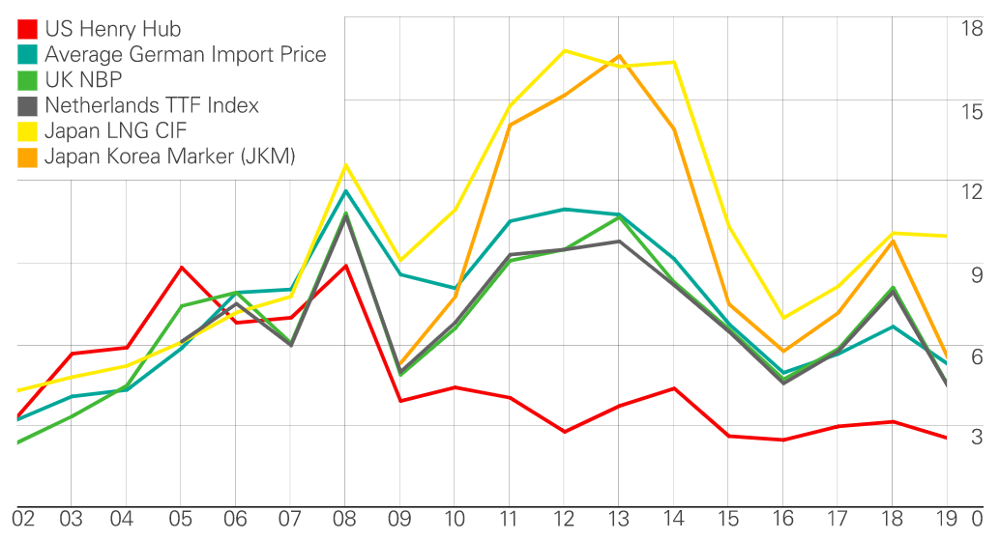 US Henry Hub
Average German Import Price
UK NBP
Netherlands TTF Index
Japan LNG CIF
Japan Korea Marker (JKM)
18
15
12
9
6
3
02 03 04 05 06 07 08 09 10 11 12 13 14 15 16 17 18 19 0